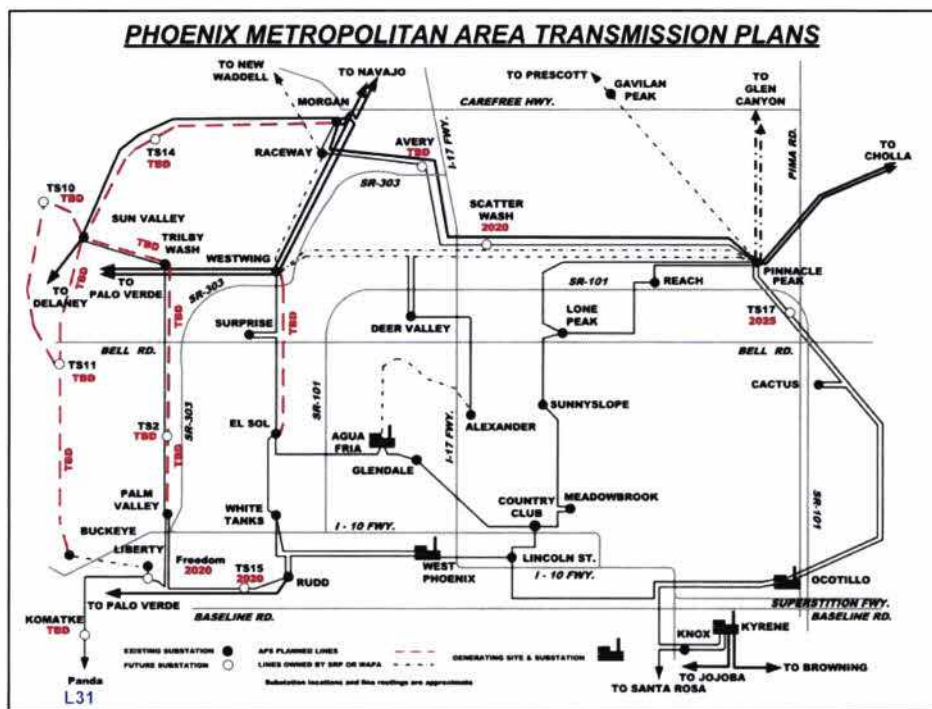 PHOENIX METROPOLITAN AREA TRANSMISSION PLANS
TO NEW
WADDELL
TO NAVAJO
MORGAN
TO PRESCOTT
GAVILAN
PEAK
TO
GLEN
CANYON
CAREFREE HWY.
I-17 FWY.
PIMA RD.
TO
CHOLLA
TS14
TBD
RACEWAY
AVERY
TBD
SR-303
TS10
TBD
SUN VALLEY
TRILBY
WASH
TBD
SCATTER
WASH
2020
WESTWING
TO
PALO VERDE
TO
DELANEY
TBD
SR-303
PINNACLE
PEAK
SR-101
REACH
TBD
SURPRISE
TBD
DEER VALLEY
LONE
PEAK
TS17
2025
BELL RD.
BELL RD.
TS11
TBD
CACTUS
SR-303
SR-101
SUNNYSLOPE
TS2
TBD
EL SOL
ALEXANDER
AGUA
FRIA
I-17 FWY.
GLENDALE
TBD
TBD
PALM
VALLEY
WHITE
TANKS
COUNTRY
CLUB
MEADOWBROOK
SR-101
BUCKEYE
I - 10 FWY.
LIBERTY
Freedom
2020
TS15
2020
RUDD
WEST
PHOENIX
LINCOLN ST.
I - 10 FWY.
OCOTILLO
TO PALO VERDE
SUPERSTITION FWY.
BASELINE RD.
BASELINE RD.
KOMATKE
TBD
KNOX
KYRENE
EXISTING SUBSTATION
APS PLANNED LINES
GENERATING SITE & SUBSTATION
FUTURE SUBSTATION
LINES OWNED BY SRP OR WAPA
TO JOJOBA
TO BROWNING
Panda
Substation locations and line routings are approximate
TO SANTA ROSA
L31